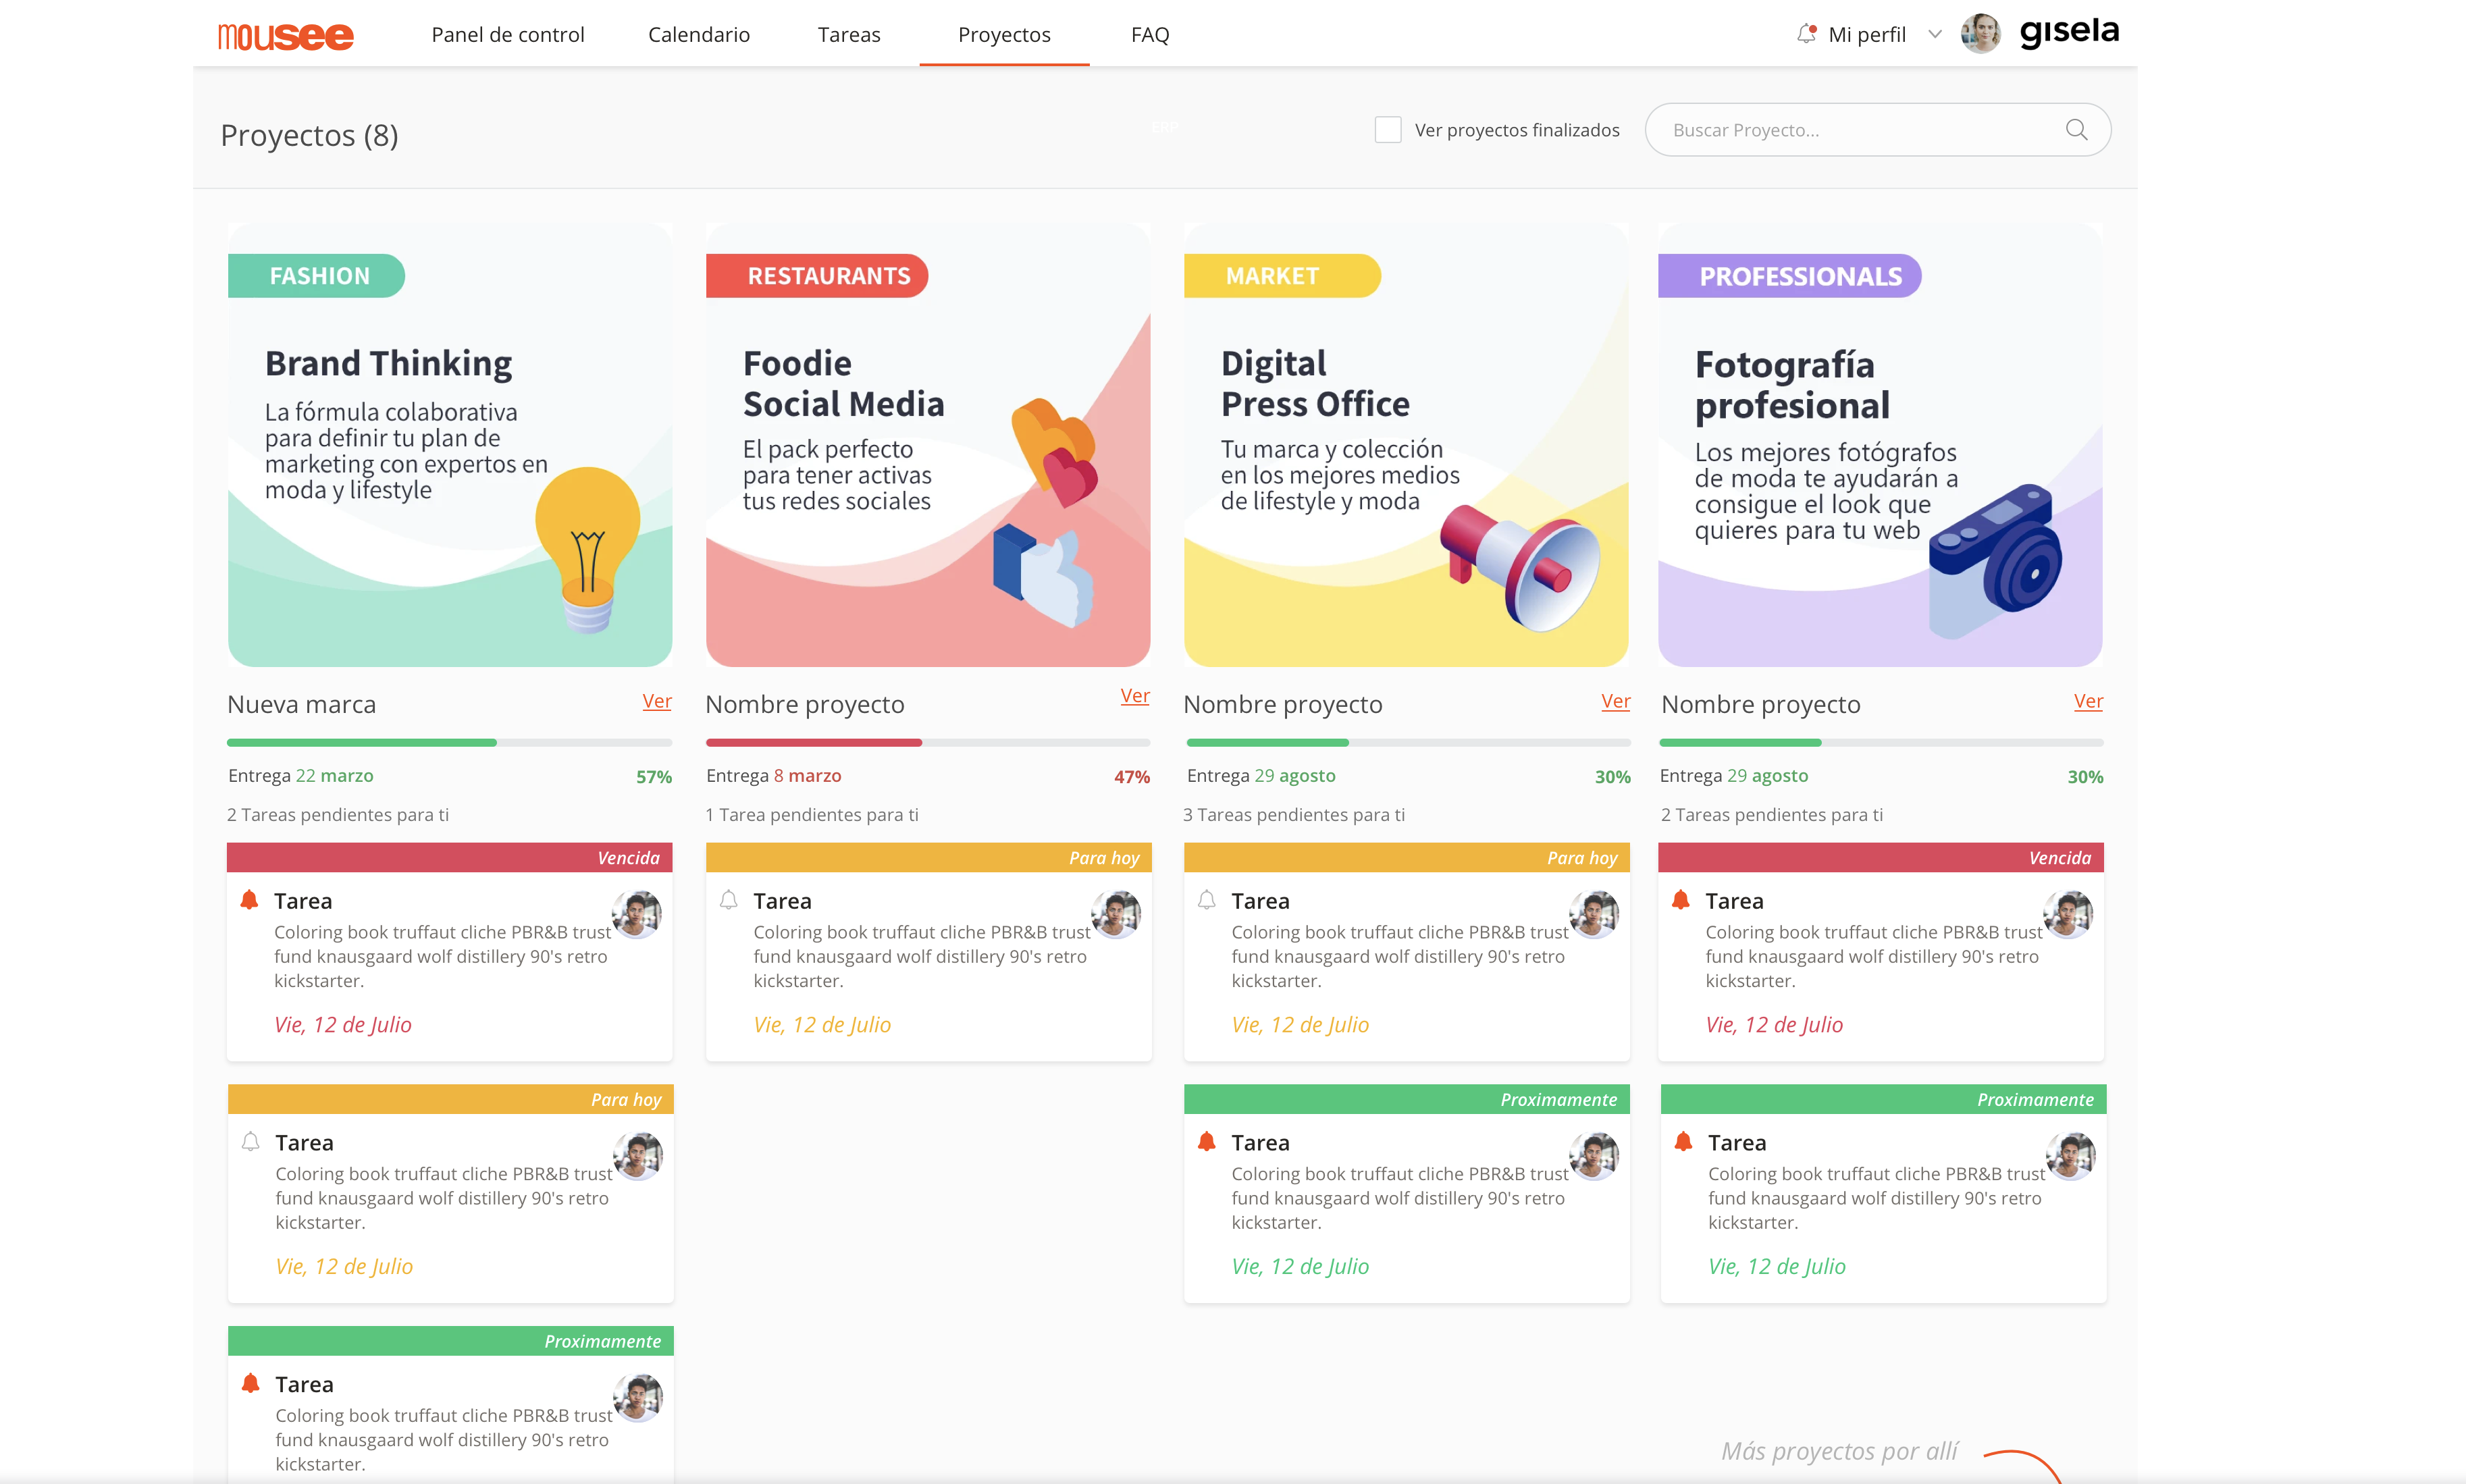 mousee
Panel de control
Calendario
Tareas
Proyectos
FAQ
Mi perfil
gisela
Proyectos (8)
ERP
Ver proyectos finalizados
Buscar Proyecto...
FASHION
Brand Thinking
La fórmula colaborativa
para definir tu plan de
marketing con expertos en
moda y lifestyle
RESTAURANTS
Foodie
Social Media
El pack perfecto
para tener activas
tus redes sociales
MARKET
Digital
Press Office
Tu marca y colección
en los mejores medios
de lifestyle y moda
PROFESSIONALS
Fotografía
profesional
Los mejores fotógrafos
de moda te ayudarán a
consigue el look que
quieres para tu web
Nueva marca
Ver
Entrega 22 marzo
57%
2 Tareas pendientes para ti
Vencida
Tarea
Coloring book truffaut cliche PBR&B trust
fund knausgaard wolf distillery 90's retro
kickstarter.
Vie, 12 de Julio
Para hoy
Tarea
Coloring book truffaut cliche PBR&B trust
fund knausgaard wolf distillery 90's retro
kickstarter.
Vie, 12 de Julio
Proximamente
Tarea
Coloring book truffaut cliche PBR&B trust
fund knausgaard wolf distillery 90's retro
kickstarter.
Nombre proyecto
Ver
Entrega 8 marzo
47%
1 Tarea pendientes para ti
Para hoy
Tarea
Coloring book truffaut cliche PBR&B trust
fund knausgaard wolf distillery 90's retro
kickstarter.
Vie, 12 de Julio
Nombre proyecto
Ver
Entrega 29 agosto
30%
3 Tareas pendientes para ti
Para hoy
Tarea
Coloring book truffaut cliche PBR&B trust
fund knausgaard wolf distillery 90's retro
kickstarter.
Vie, 12 de Julio
Proximamente
Tarea
Coloring book truffaut cliche PBR&B trust
fund knausgaard wolf distillery 90's retro
kickstarter.
Vie, 12 de Julio
Nombre proyecto
Ver
Entrega 29 agosto
30%
2 Tareas pendientes para ti
Vencida
Tarea
Coloring book truffaut cliche PBR&B trust
fund knausgaard wolf distillery 90's retro
kickstarter.
Vie, 12 de Julio
Proximamente
Tarea
Coloring book truffaut cliche PBR&B trust
fund knausgaard wolf distillery 90's retro
kickstarter.
Vie, 12 de Julio
Más proyectos por allí